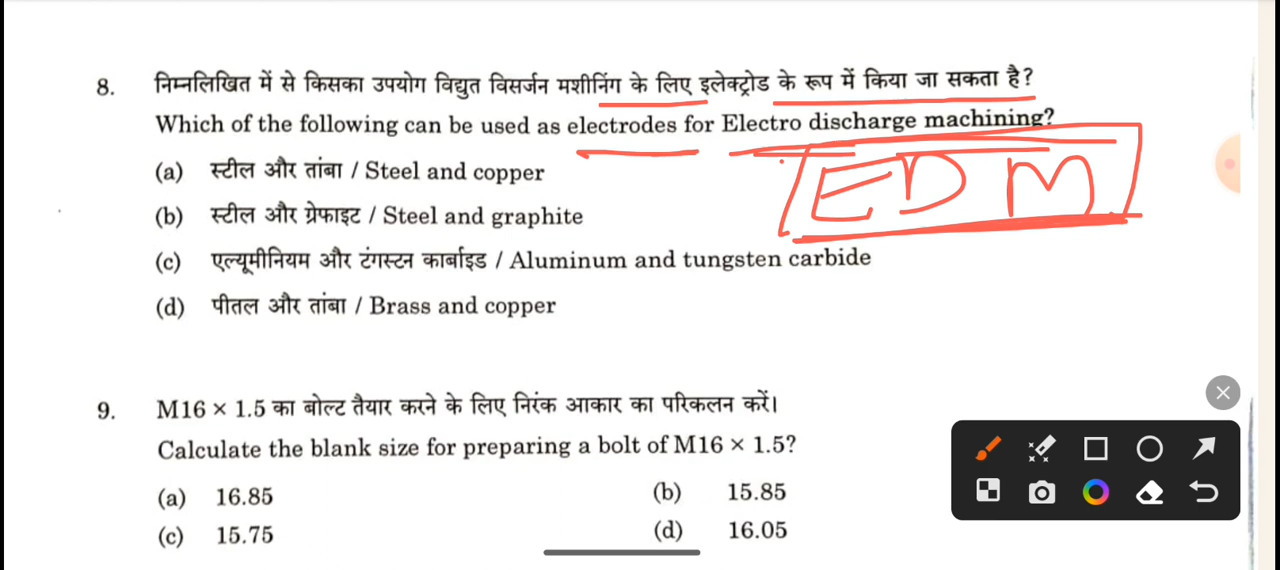 8. निम्नलिखित में से किसका उपयोग विद्युत विसर्जन मशीनिंग के लिए इलेक्ट्रोड के रूप में किया जा सकता है?
Which of the following can be used as electrodes for Electro discharge machining?
(a) स्टील और तांबा / Steel and copper
EDM
(b) स्टील और ग्रेफाइट / Steel and graphite
(c) एल्यूमीनियम और टंगस्टन कार्बाइड / Aluminum and tungsten carbide
(d) पीतल और तांबा / Brass and copper
9. M16 × 1.5 का बोल्ट तैयार करने के लिए निरंक आकार का परिकलन करें।
Calculate the blank size for preparing a bolt of M16 × 1.5?
(a) 16.85 (b) 15.85
(c) 15.75 (d) 16.05